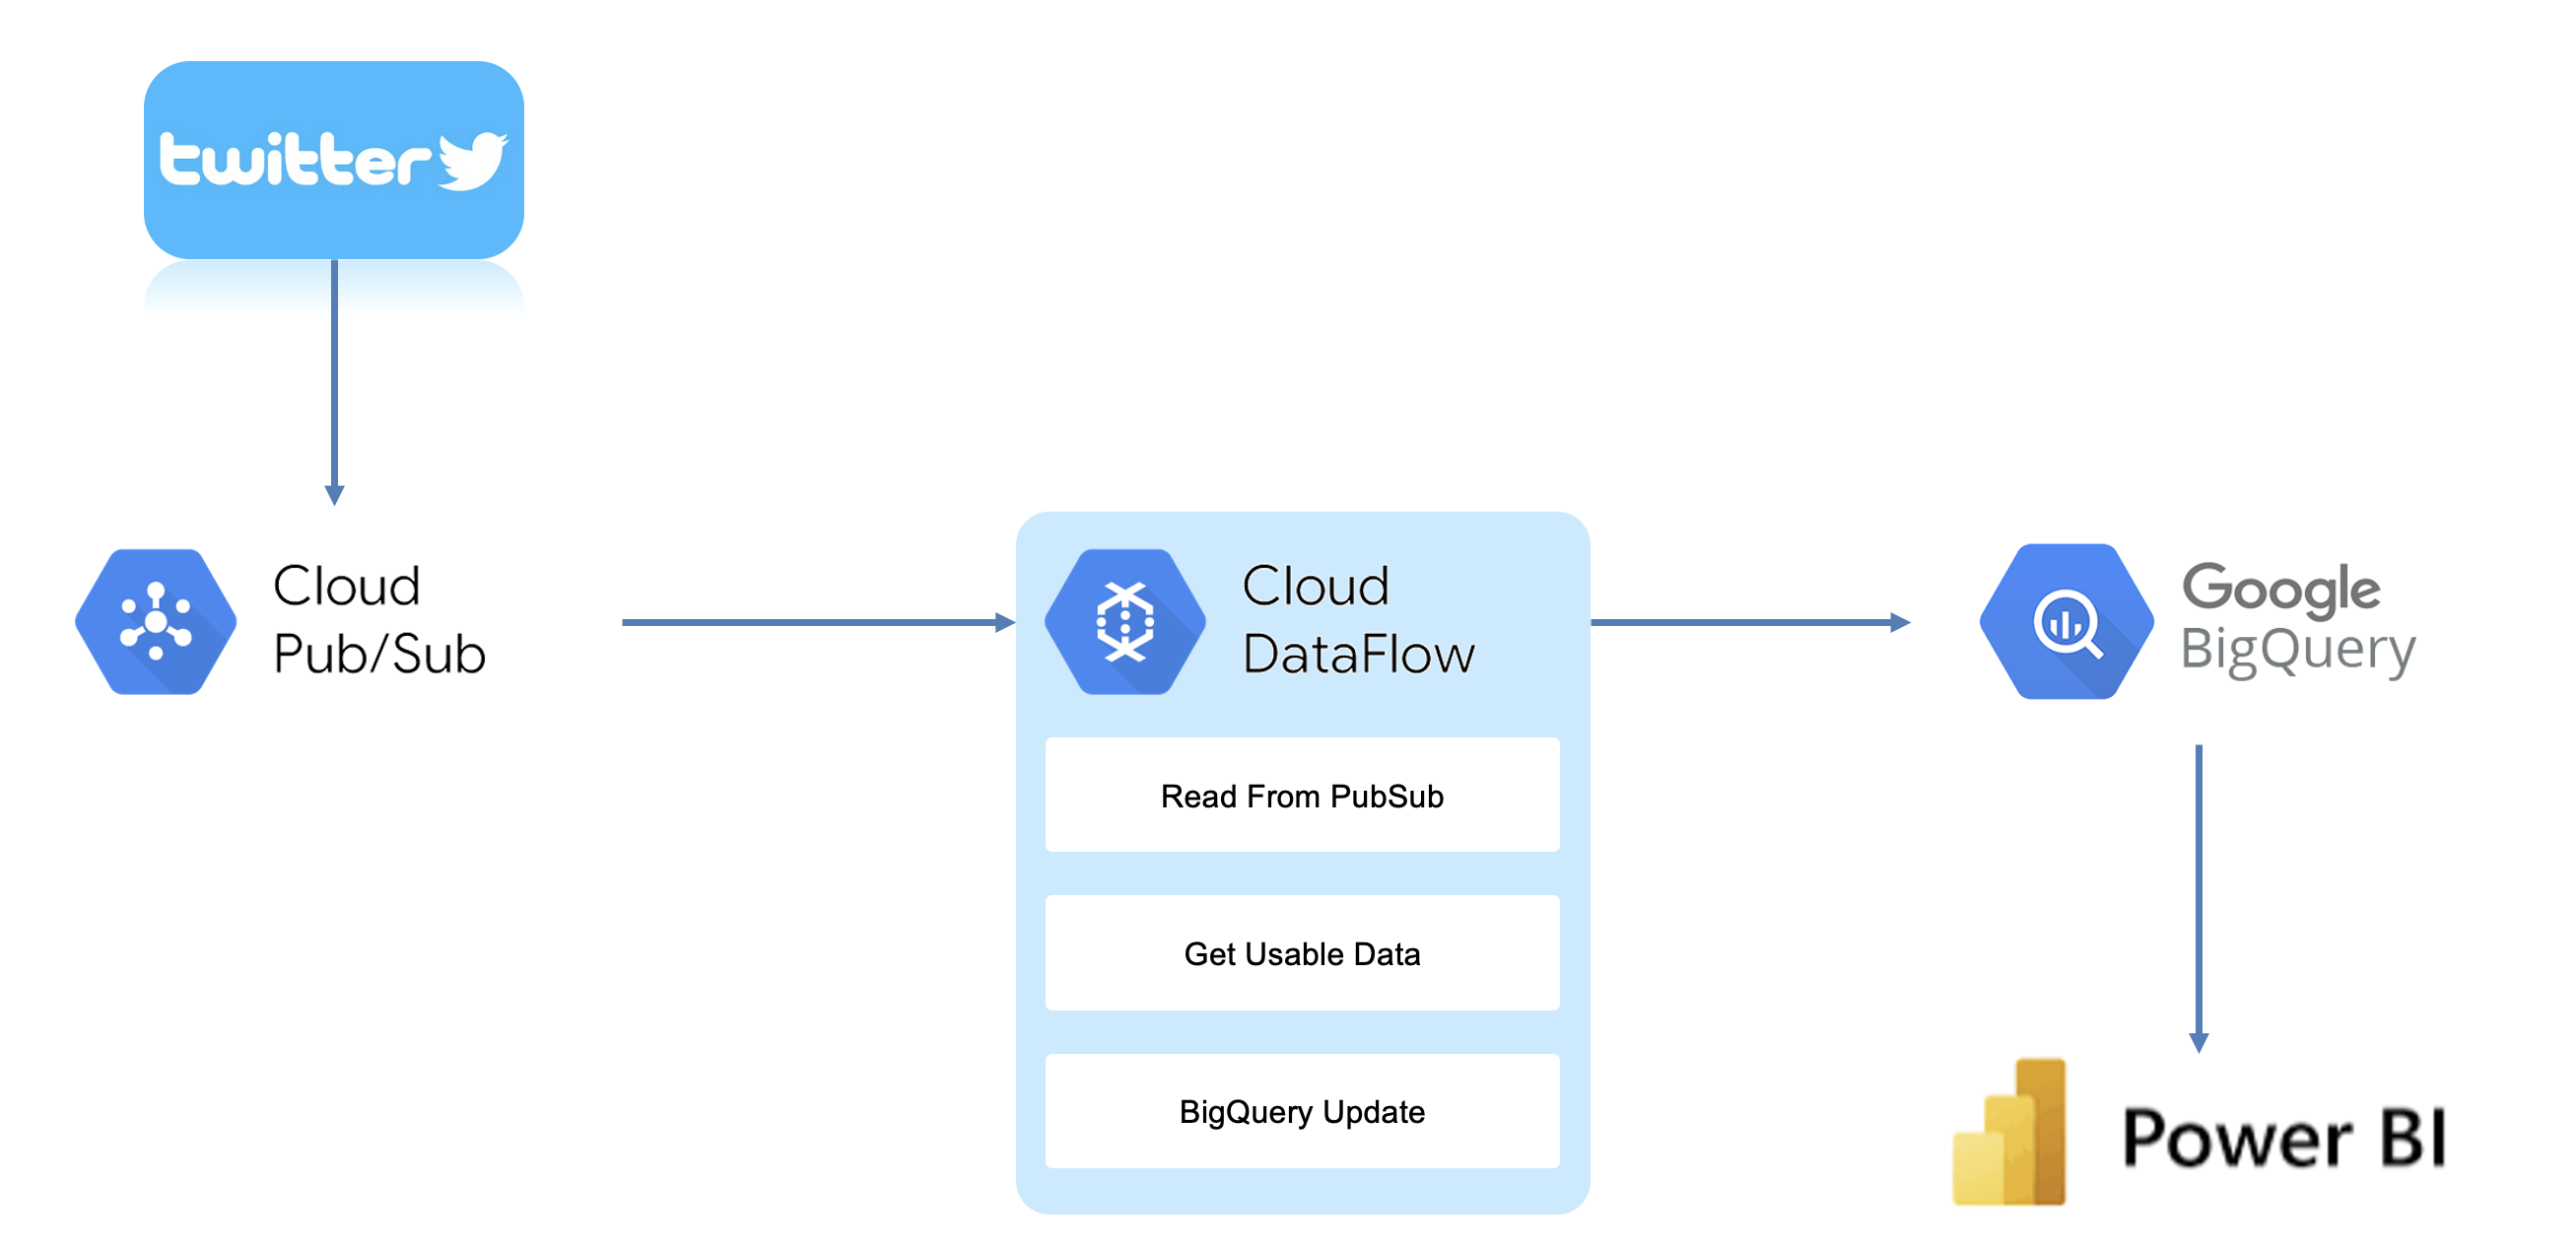 twitter
Cloud
Pub/Sub
Cloud
DataFlow
Read From PubSub
Get Usable Data
BigQuery Update
Google
BigQuery
Power BI